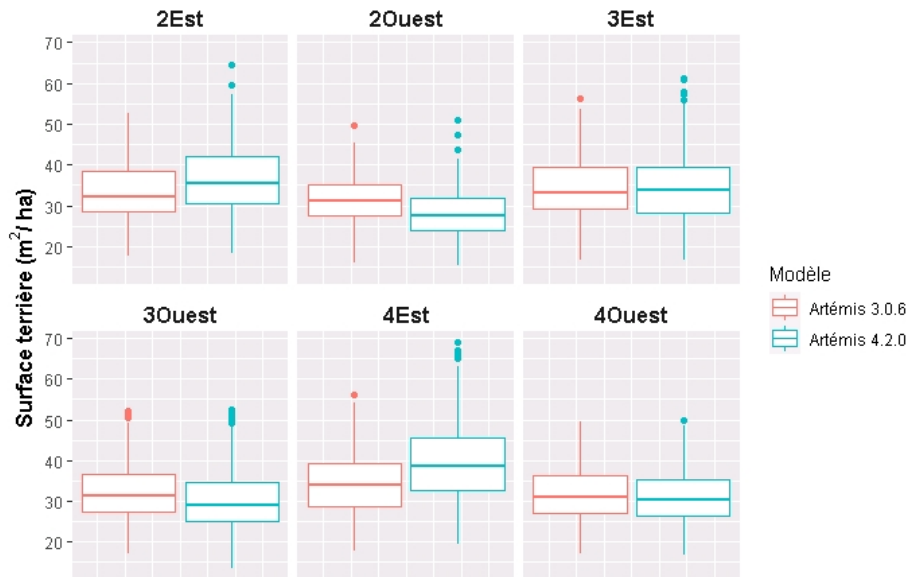 2Est 2Ouest 3Est
70
60
50
40
30
20
3Ouest 4Est 4Ouest
70
60
50
40
30
20
Surface terrière (m²/ ha)
Modèle
Artémis 3.0.6
Artémis 4.2.0